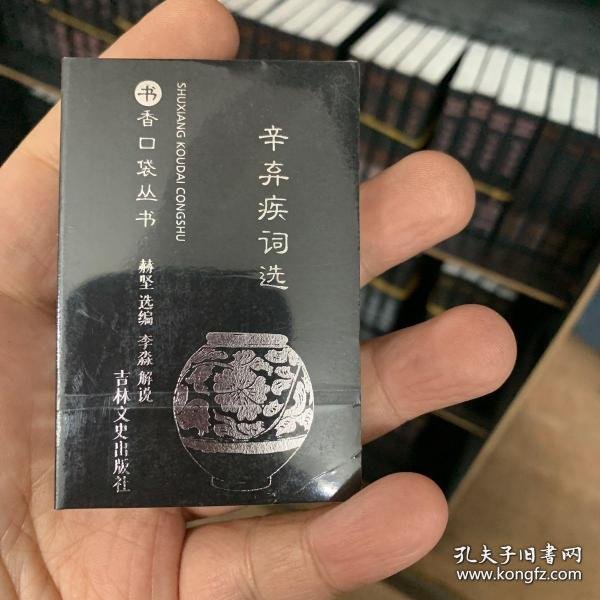 辛弃疾词选
书香口袋丛书
SHUXIANG KOUDAI CONGSHU
赫坚 选编 李淼 解说
吉林文史出版社
孔夫子旧书网
www.kongfz.com